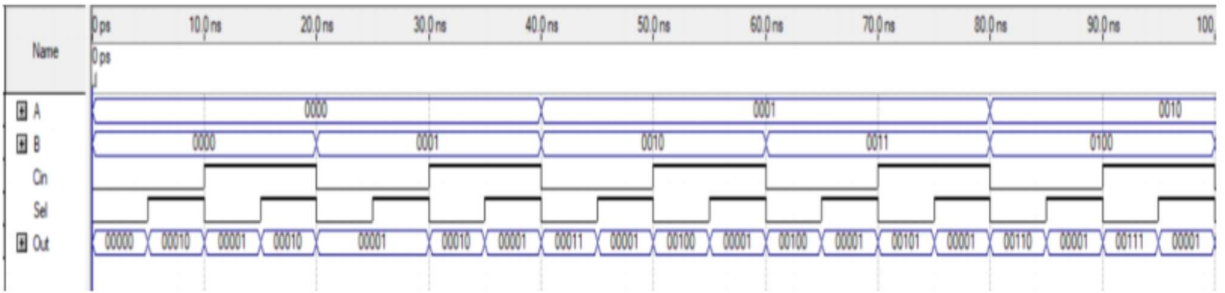 Name 0 ps 10.0 ns 20.0 ns 30.0 ns 40.0 ns 50.0 ns 60.0 ns 70.0 ns 80.0 ns 90.0 ns 100.
0 ps
A 0000 0001 0010
B 0000 0001 0010 0011 0100
Cin
Sel
Out 00000 00010 00001 00010 00001 00010 00001 00011 00001 00100 00001 00100 00001 00101 00001 00110 00001 00111 00001